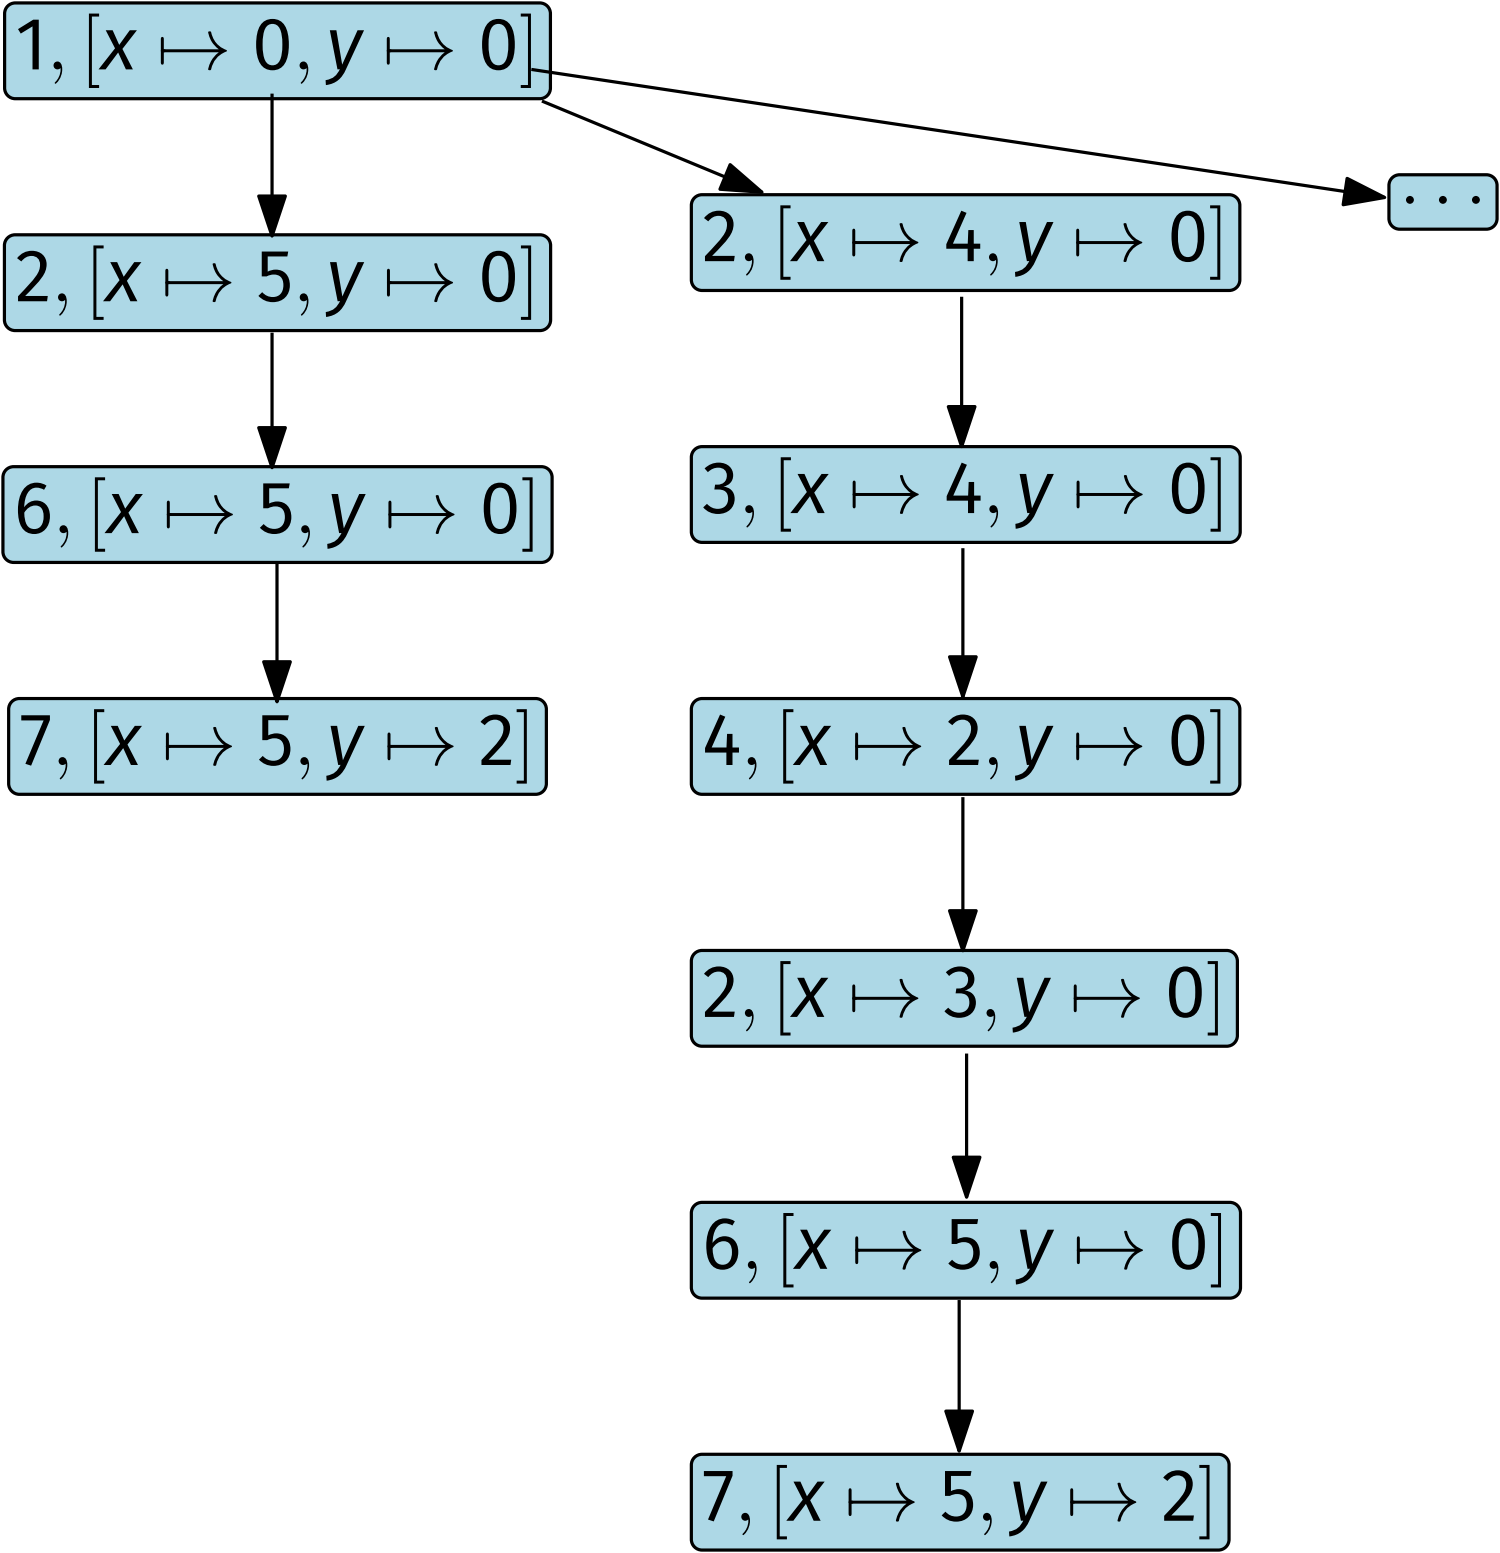 1, [x ↦ 0, y ↦ 0]
2, [x ↦ 5, y ↦ 0]
6, [x ↦ 5, y ↦ 0]
7, [x ↦ 5, y ↦ 2]
2, [x ↦ 4, y ↦ 0]
3, [x ↦ 4, y ↦ 0]
4, [x ↦ 2, y ↦ 0]
2, [x ↦ 3, y ↦ 0]
6, [x ↦ 5, y ↦ 0]
7, [x ↦ 5, y ↦ 2]
· · ·